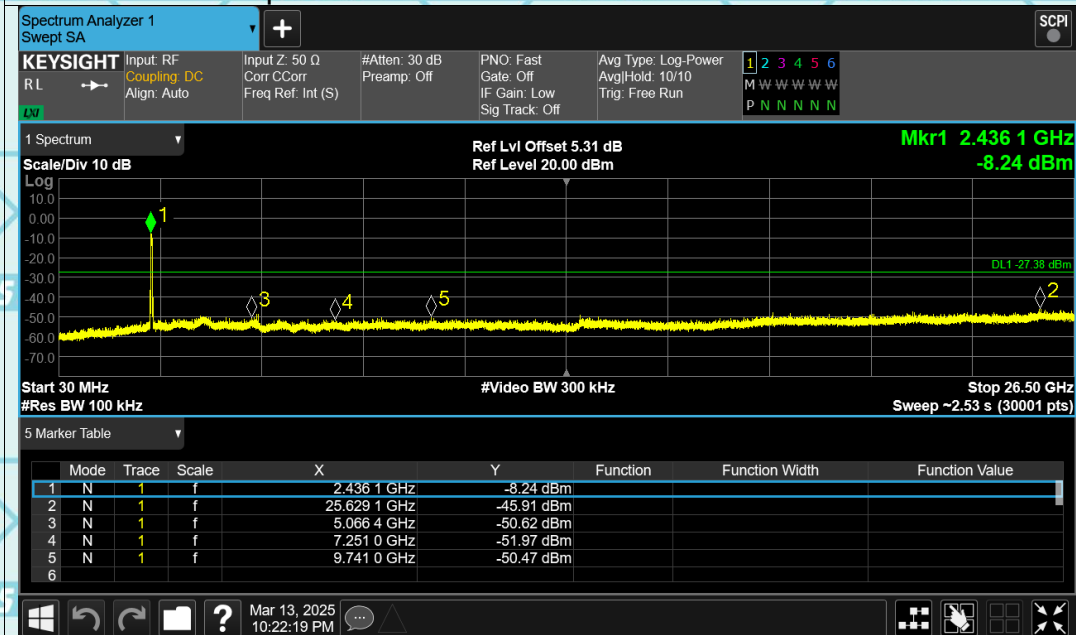 Spectrum Analyzer 1
Swept SA
+
SCPI
KEYSIGHT
R L
LXI
Input: RF
Coupling: DC
Align: Auto
Input Z: 50 Ω
Corr CCorr
Freq Ref: Int (S)
#Atten: 30 dB
Preamp: Off
PNO: Fast
Gate: Off
IF Gain: Low
Sig Track: Off
Avg Type: Log-Power
Avg|Hold: 10/10
Trig: Free Run
1 2 3 4 5 6
M W W W W W
P N N N N N
1 Spectrum
Scale/Div 10 dB
Log
Ref Lvl Offset 5.31 dB
Ref Level 20.00 dBm
Mkr1 2.436 1 GHz
-8.24 dBm
10.0
0.00
-10.0
-20.0
-30.0
-40.0
-50.0
-60.0
-70.0
1
3
4
5
2
DL1 -27.38 dBm
Start 30 MHz
#Video BW 300 kHz
Stop 26.50 GHz
#Res BW 100 kHz
Sweep ~2.53 s (30001 pts)
5 Marker Table
Mode Trace Scale X Y Function Function Width Function Value
1 N 1 f 2.436 1 GHz -8.24 dBm
2 N 1 f 25.629 1 GHz -45.91 dBm
3 N 1 f 5.066 4 GHz -50.62 dBm
4 N 1 f 7.251 0 GHz -51.97 dBm
5 N 1 f 9.741 0 GHz -50.47 dBm
6
?
Mar 13, 2025
10:22:19 PM